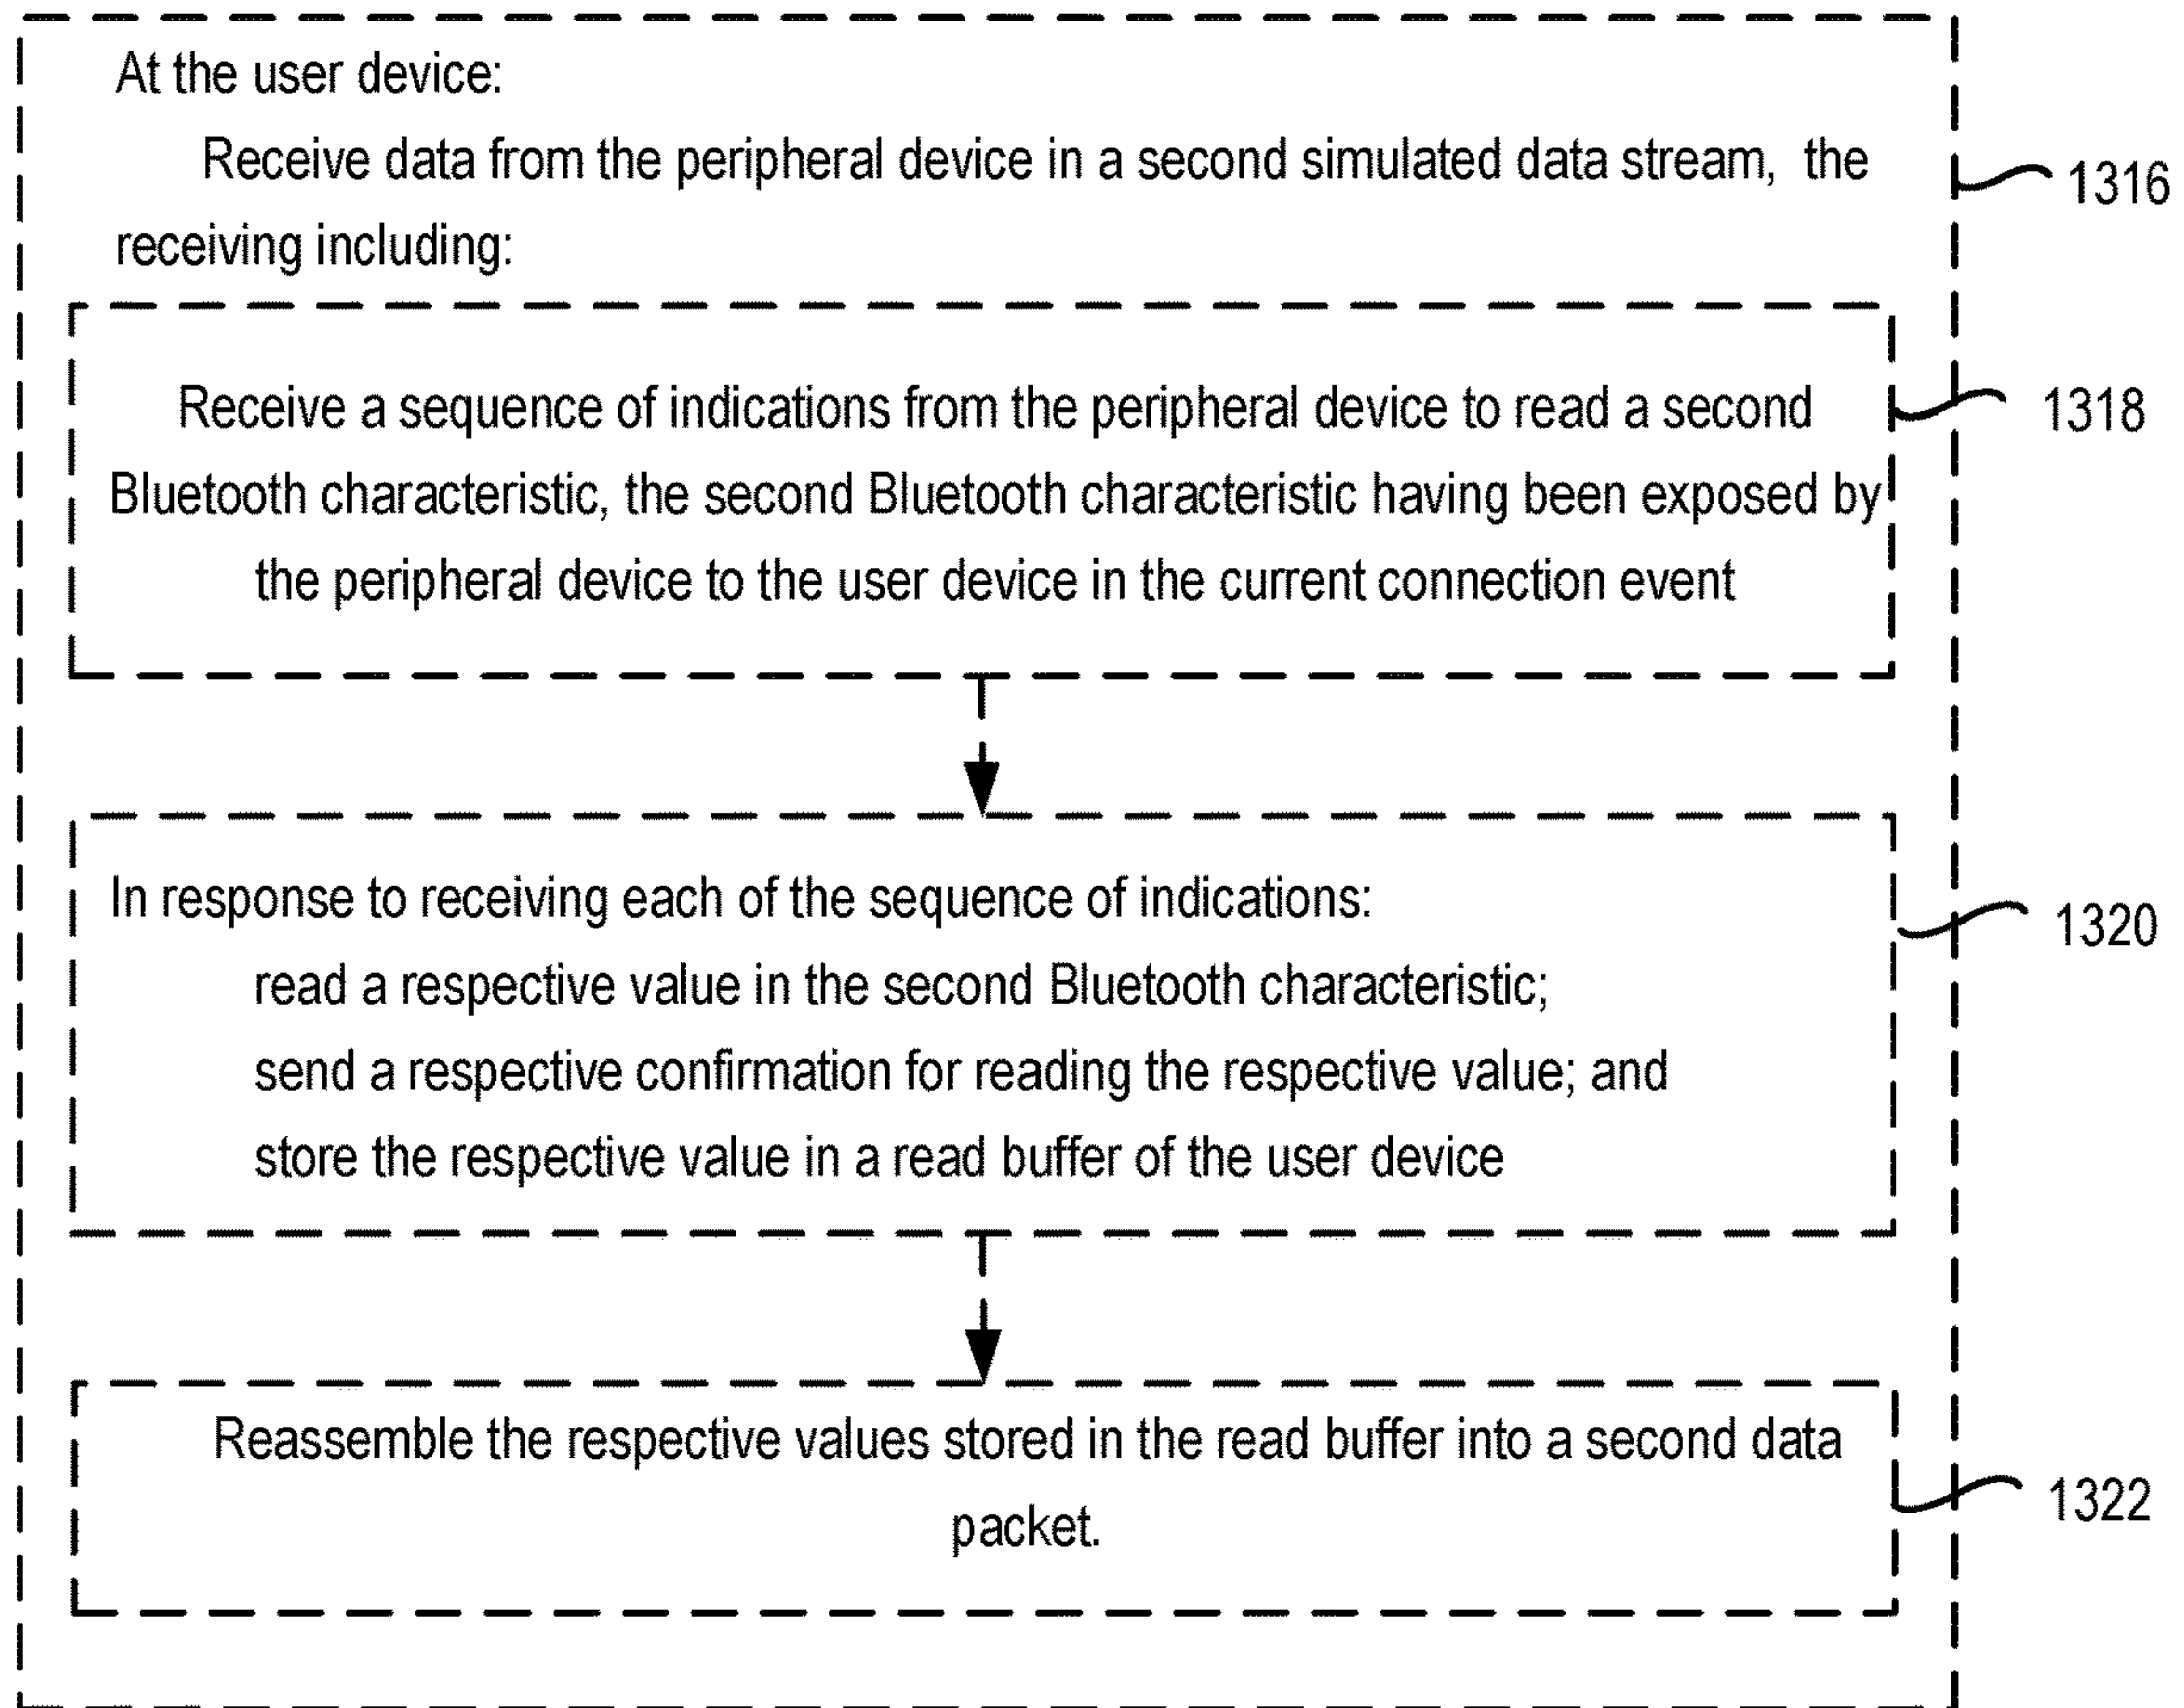 At the user device:
Receive data from the peripheral device in a second simulated data stream, the
receiving including:
1316
Receive a sequence of indications from the peripheral device to read a second
Bluetooth characteristic, the second Bluetooth characteristic having been exposed by
the peripheral device to the user device in the current connection event
1318
In response to receiving each of the sequence of indications:
read a respective value in the second Bluetooth characteristic;
send a respective confirmation for reading the respective value; and
store the respective value in a read buffer of the user device
1320
Reassemble the respective values stored in the read buffer into a second data
packet.
1322